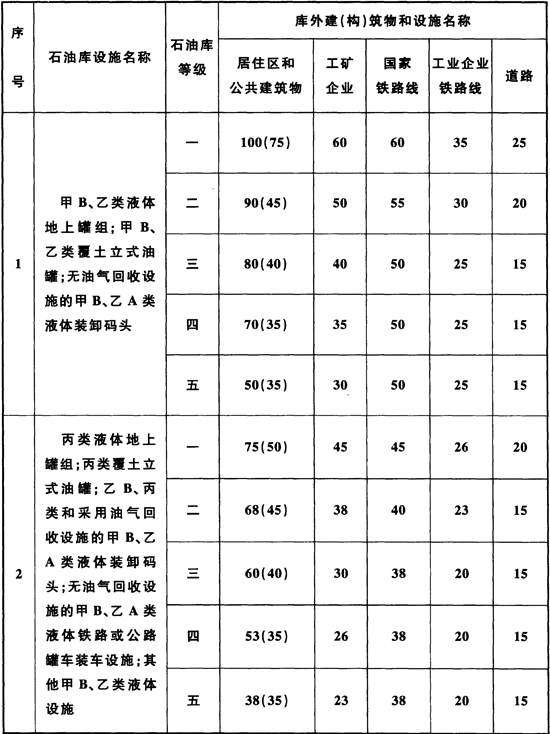 序号 石油库设施名称 石油库等级 库外建(构)筑物和设施名称
居住区和公共建筑物 工矿企业 国家铁路线 工业企业铁路线 道路
1
甲 B、乙类液体
地上罐组;甲 B、
乙类覆土立式油
罐;无油气回收设
施的甲 B、乙 A 类
液体装卸码头
一 100(75) 60 60 35 25
二 90(45) 50 55 30 20
三 80(40) 40 50 25 15
四 70(35) 35 50 25 15
五 50(35) 30 50 25 15
2
丙类液体地上
罐组;丙类覆土立
式油罐;乙 B、丙
类和采用油气回
收设施的甲 B、乙
A 类液体装卸码
头;无油气回收设
施的甲 B、乙 A 类
液体铁路或公路
罐车装车设施;其
他甲 B、乙类液体
设施
一 75(50) 45 45 26 20
二 68(45) 38 40 23 15
三 60(40) 30 38 20 15
四 53(35) 26 38 20 15
五 38(35) 23 38 20 15